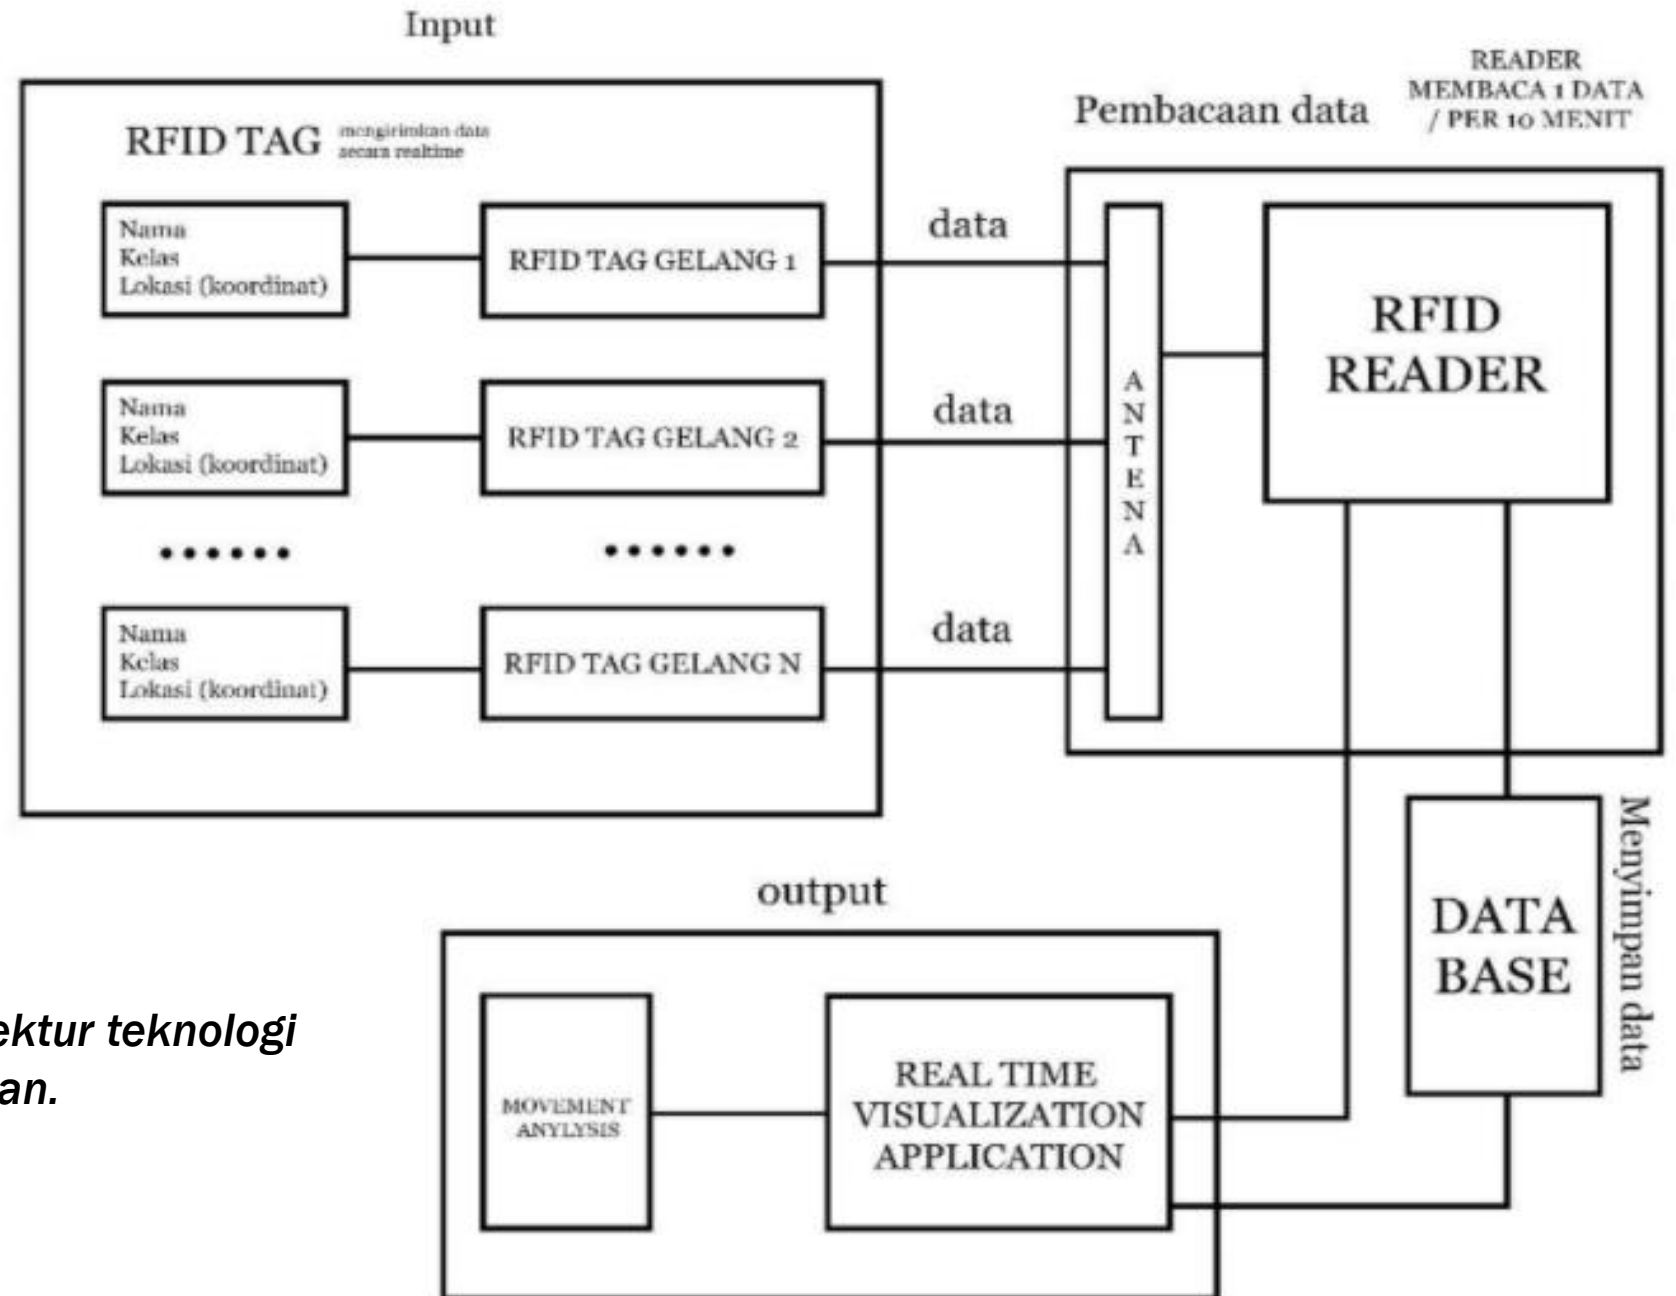 Input
RFID TAG
mengirimkan data
secara realtime
Nama
Kelas
Lokasi (koordinat)
RFID TAG GELANG 1
data
Nama
Kelas
Lokasi (koordinat)
RFID TAG GELANG 2
data
......
......
Nama
Kelas
Lokasi (koordinat)
RFID TAG GELANG N
data
Pembacaan data
READER
MEMBACA 1 DATA
/ PER 10 MENIT
ANTENA
RFID
READER
DATA
BASE
Menyimpan data
output
MOVEMENT
ANYLYSIS
REAL TIME
VISUALIZATION
APPLICATION
ektur teknologi
an.